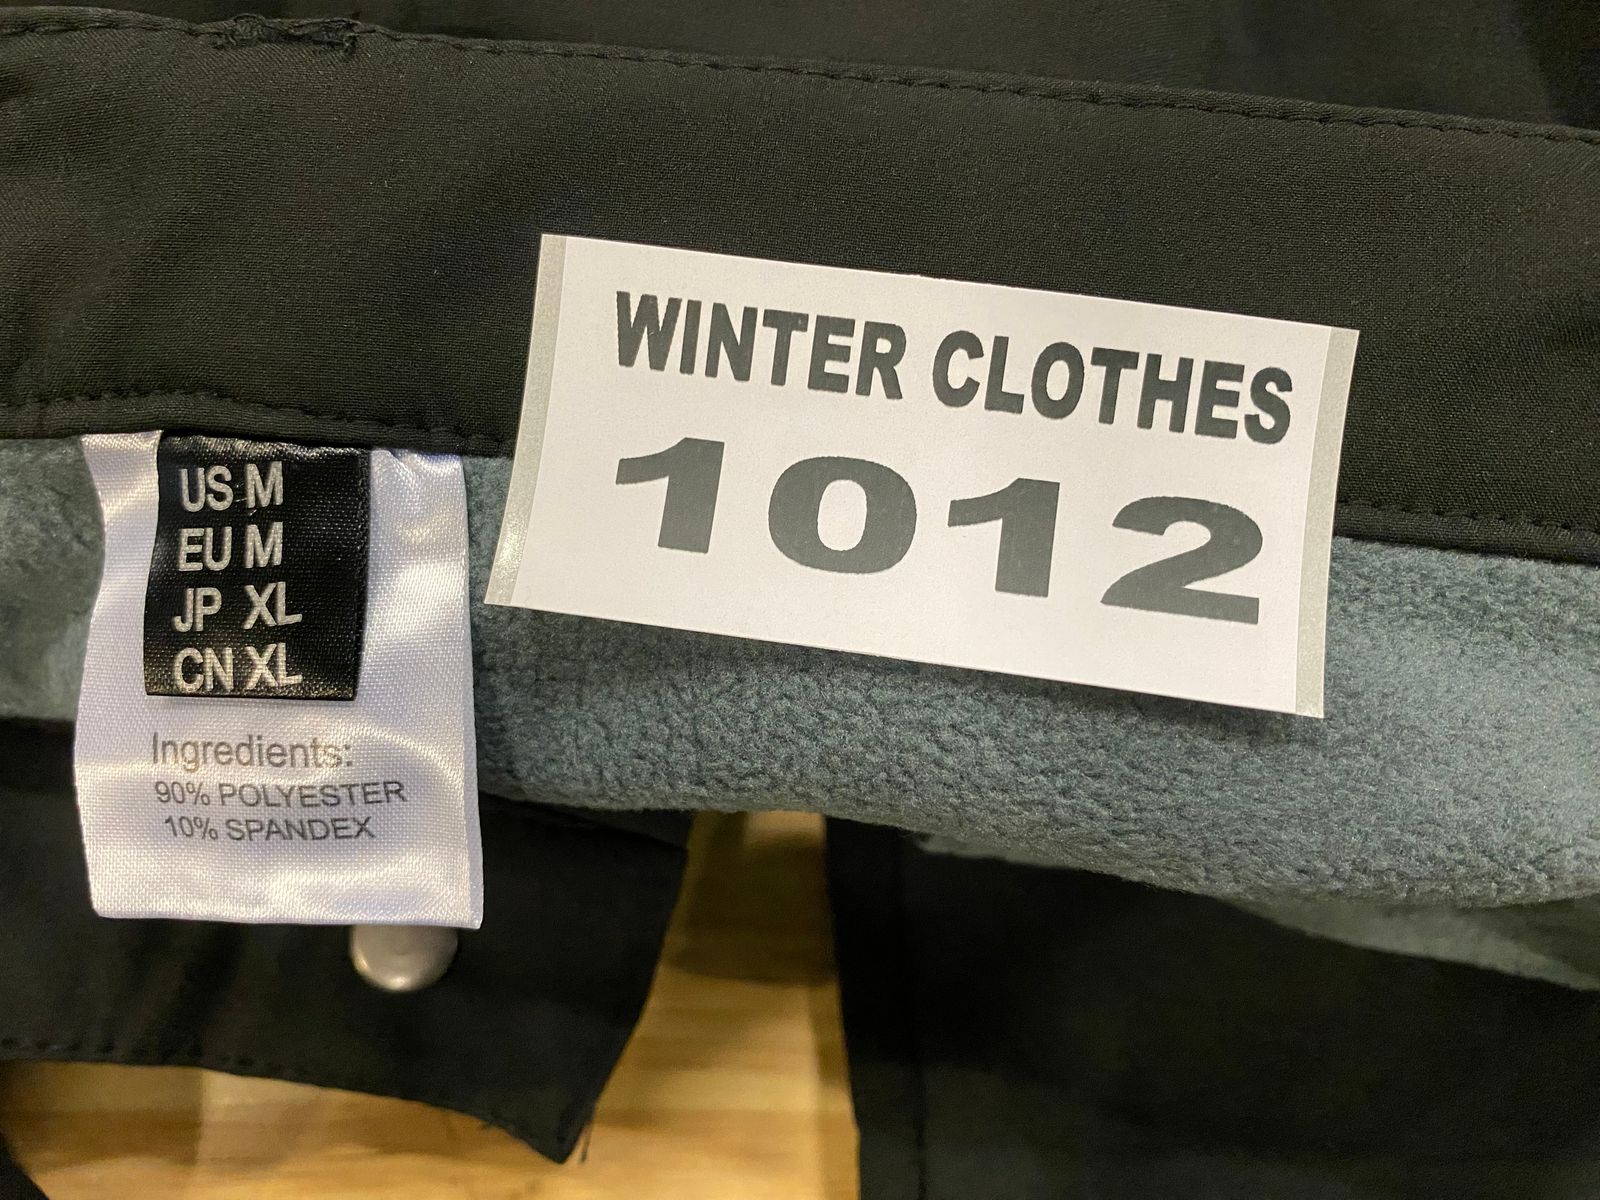 WINTER CLOTHES
1012
US M
EU M
JP XL
CN XL
Ingredients:
90% POLYESTER
10% SPANDEX